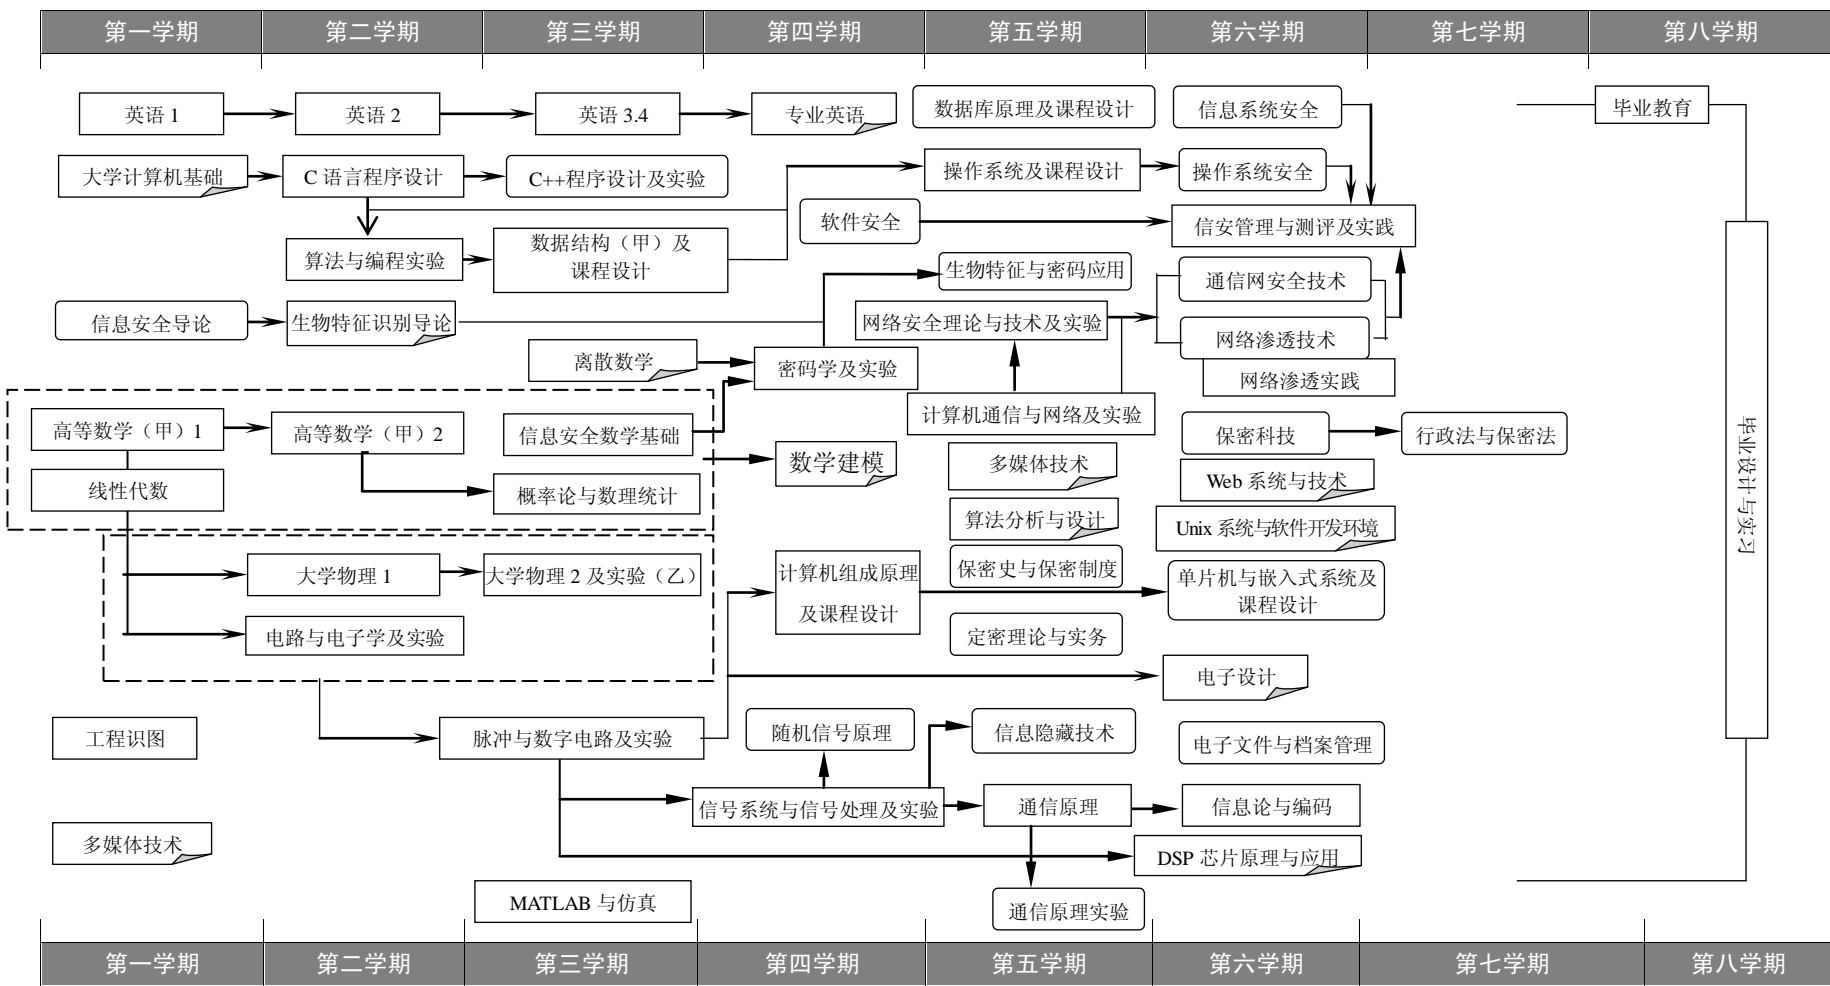 第一学期 第二学期 第三学期 第四学期 第五学期 第六学期 第七学期 第八学期
英语 1
英语 2
英语 3.4
专业英语
数据库原理及课程设计
信息系统安全
毕业教育
大学计算机基础
C 语言程序设计
C++程序设计及实验
操作系统及课程设计
操作系统安全
软件安全
信安管理与测评及实践
算法与编程实验
数据结构（甲）及
课程设计
生物特征与密码应用
通信网安全技术
信息安全导论
生物特征识别导论
网络安全理论与技术及实验
网络渗透技术
离散数学
密码学及实验
网络渗透实践
高等数学（甲）1
高等数学（甲）2
信息安全数学基础
计算机通信与网络及实验
保密科技
行政法与保密法
数学建模
多媒体技术
Web 系统与技术
线性代数
概率论与数理统计
算法分析与设计
Unix 系统与软件开发环境
毕业设计与实习
大学物理 1
大学物理 2 及实验（乙）
计算机组成原理
及课程设计
保密史与保密制度
单片机与嵌入式系统及
课程设计
电路与电子学及实验
定密理论与实务
电子设计
工程识图
脉冲与数字电路及实验
随机信号原理
信息隐藏技术
电子文件与档案管理
信号系统与信号处理及实验
通信原理
信息论与编码
多媒体技术
DSP 芯片原理与应用
MATLAB 与仿真
通信原理实验
第一学期 第二学期 第三学期 第四学期 第五学期 第六学期 第七学期 第八学期